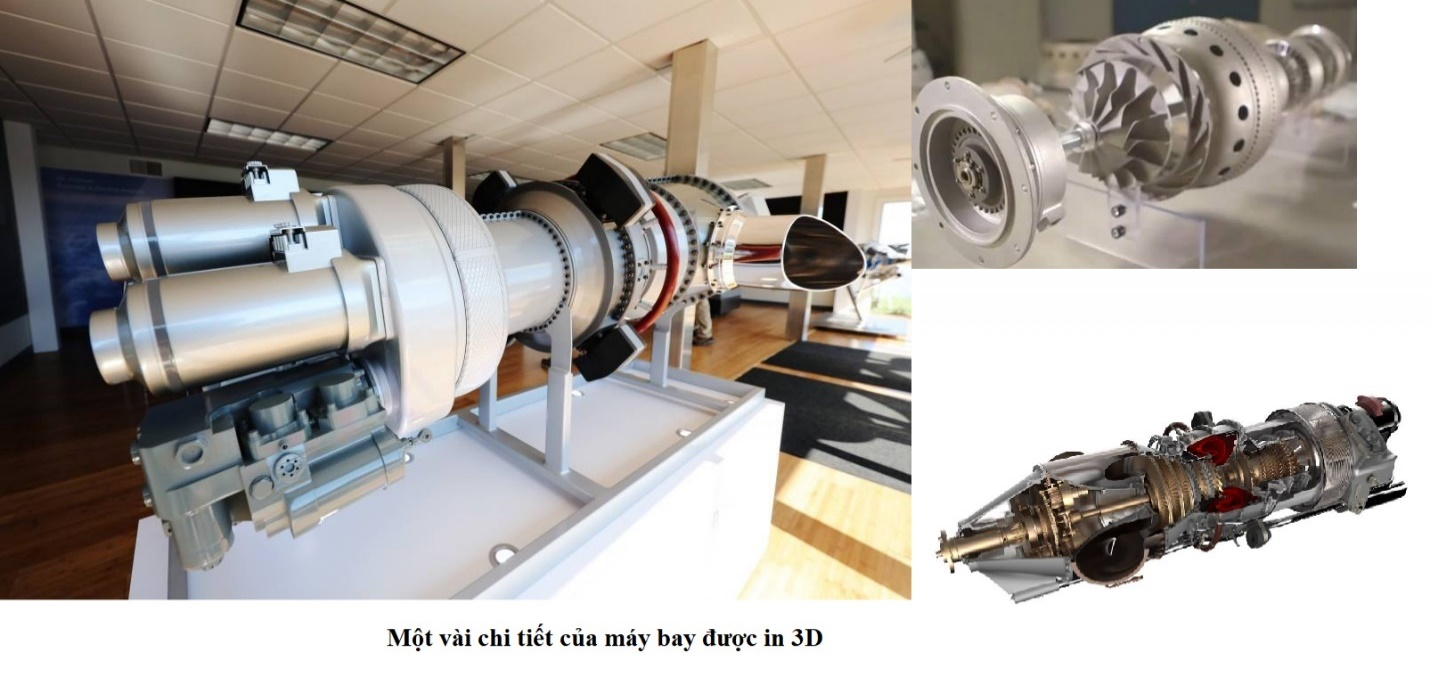 Một vài chi tiết của máy bay được in 3D